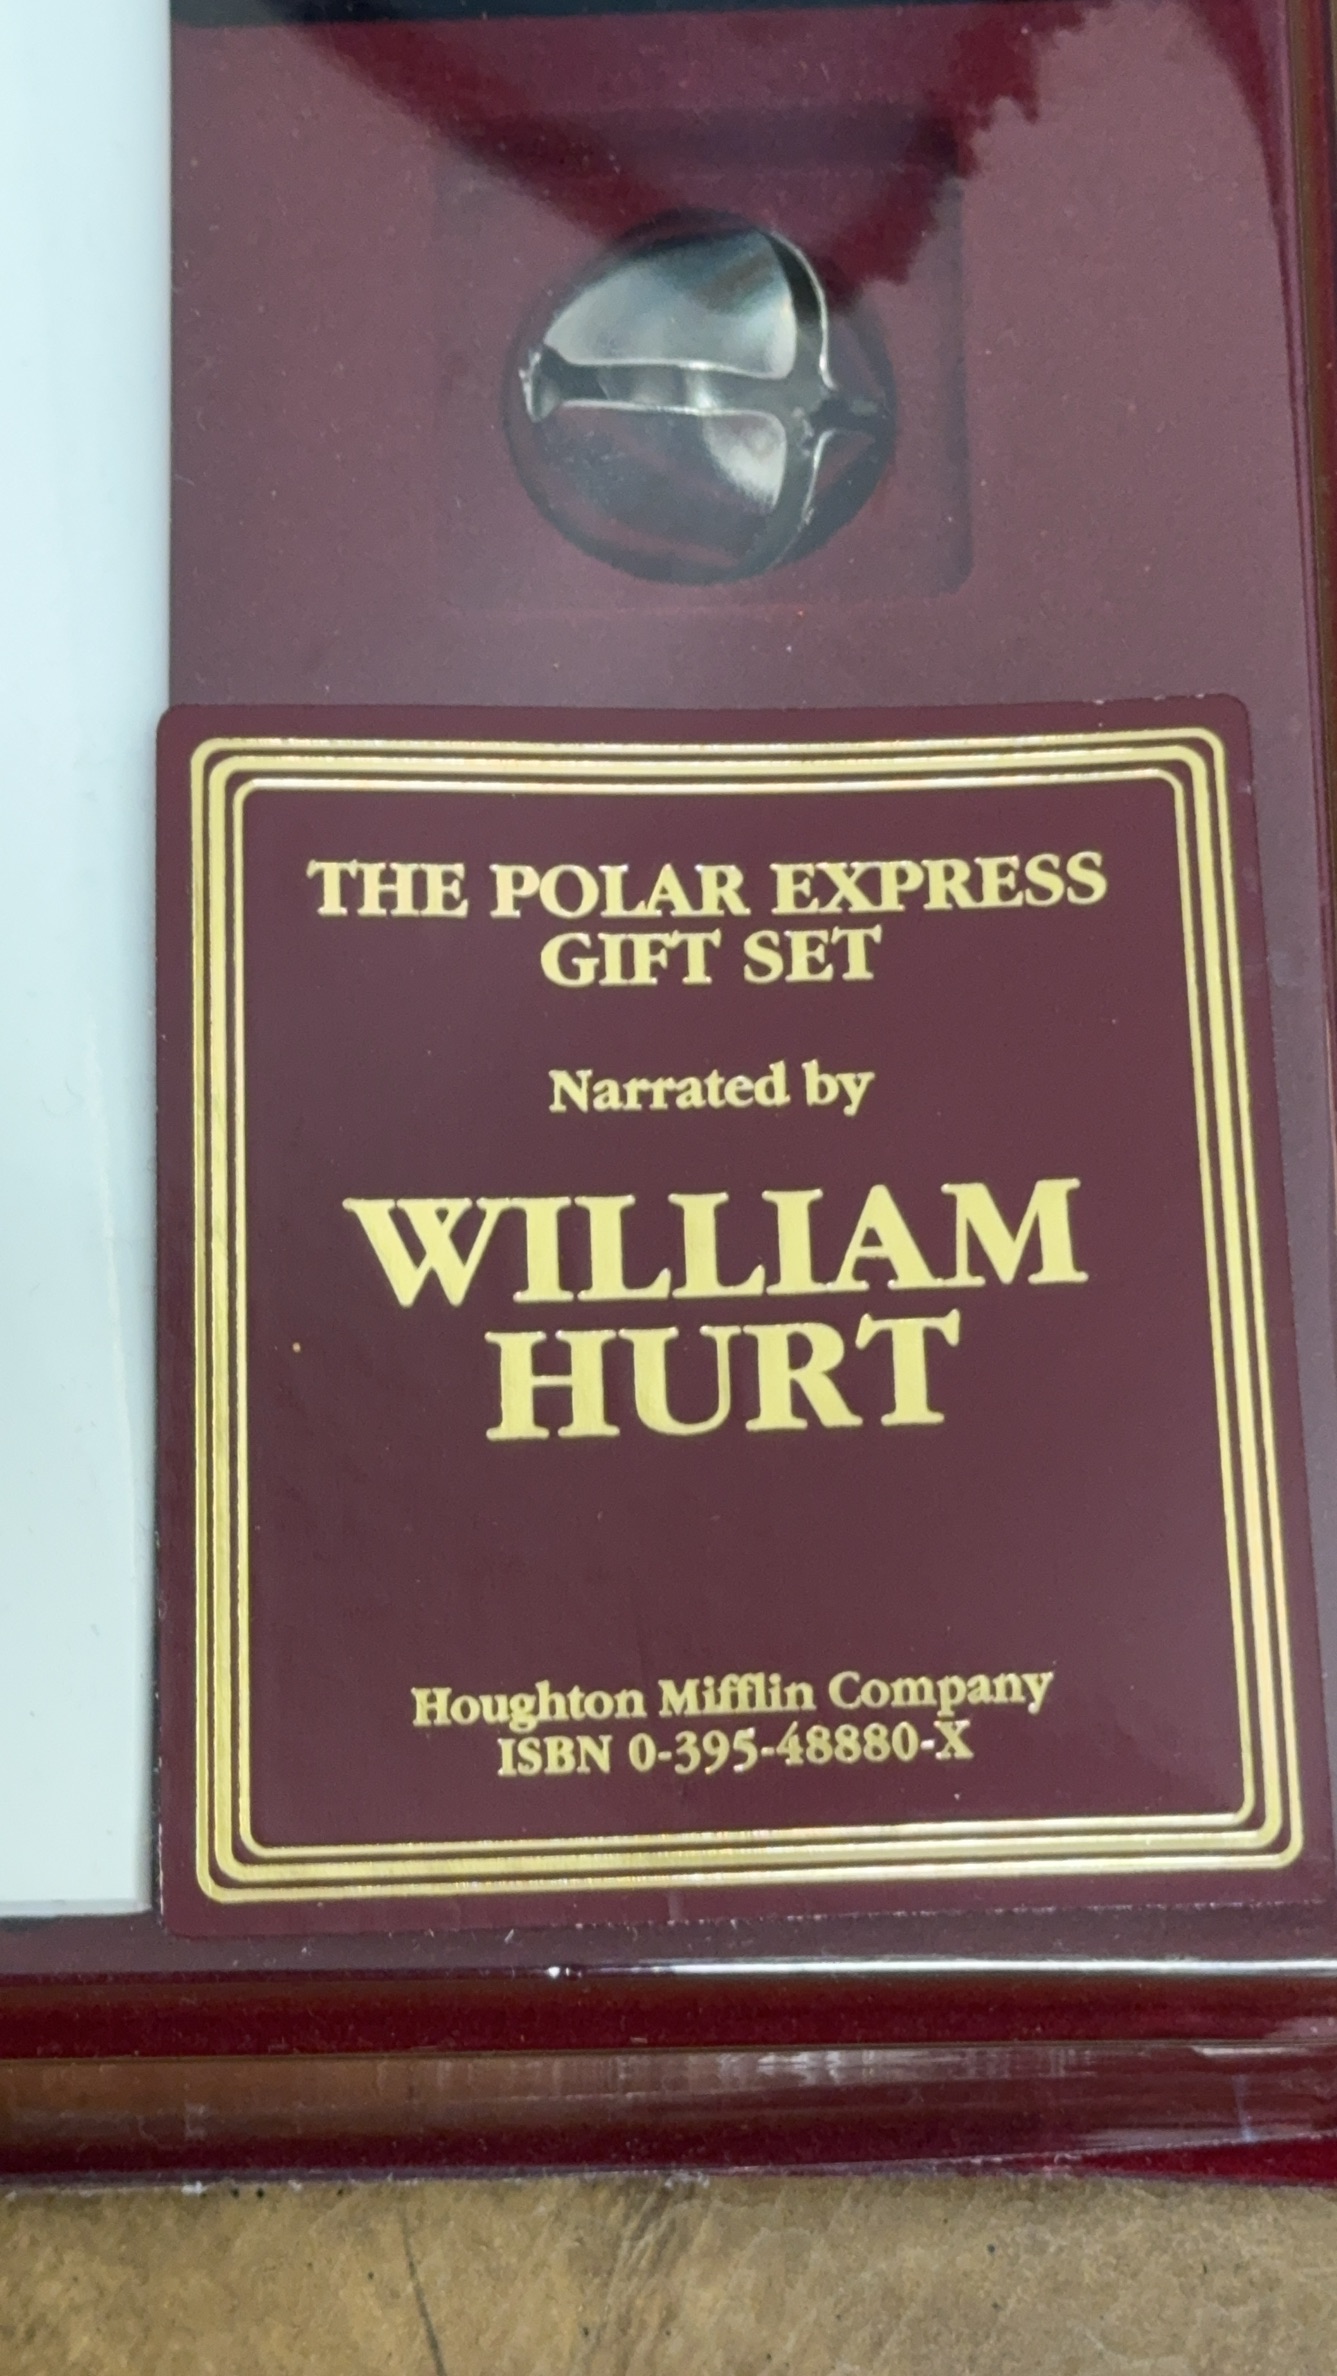 THE POLAR EXPRESS
GIFT SET
Narrated by
WILLIAM
HURT
Houghton Mifflin Company
ISBN 0-395-48880-X